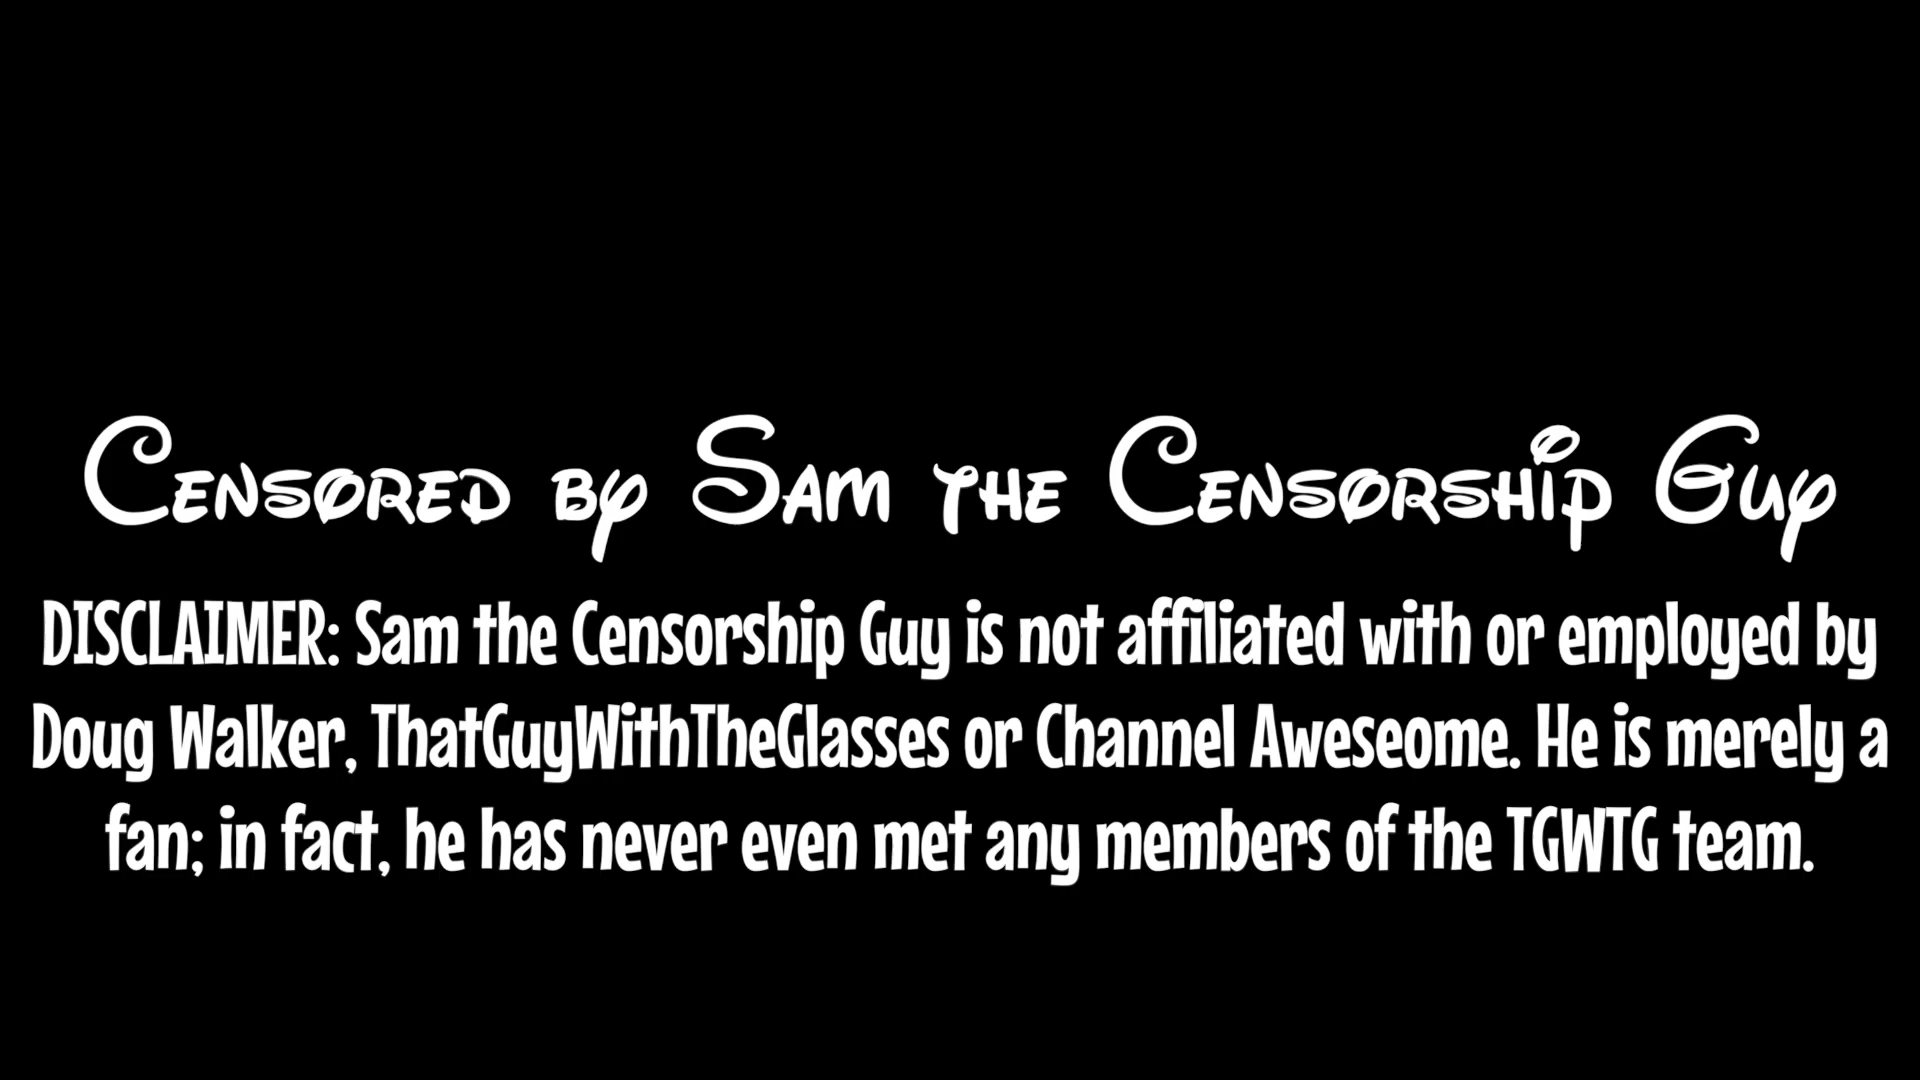 Censored by Sam the Censorship Guy
DISCLAIMER: Sam the Censorship Guy is not affiliated with or employed by
Doug Walker, ThatGuyWithTheGlasses or Channel Aweseome. He is merely a
fan; in fact, he has never even met any members of the TGWTG team.